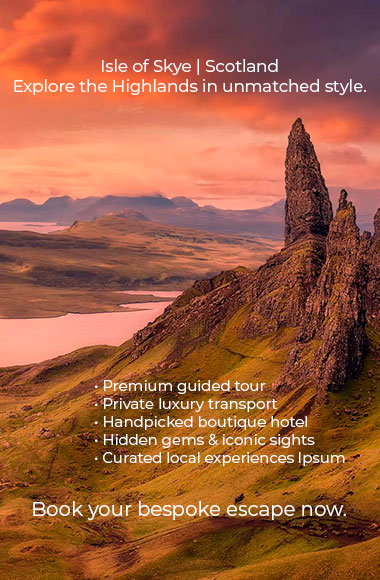 Isle of Skye | Scotland
Explore the Highlands in unmatched style.
• Premium guided tour
• Private luxury transport
• Handpicked boutique hotel
• Hidden gems & iconic sights
• Curated local experiences Ipsum
Book your bespoke escape now.